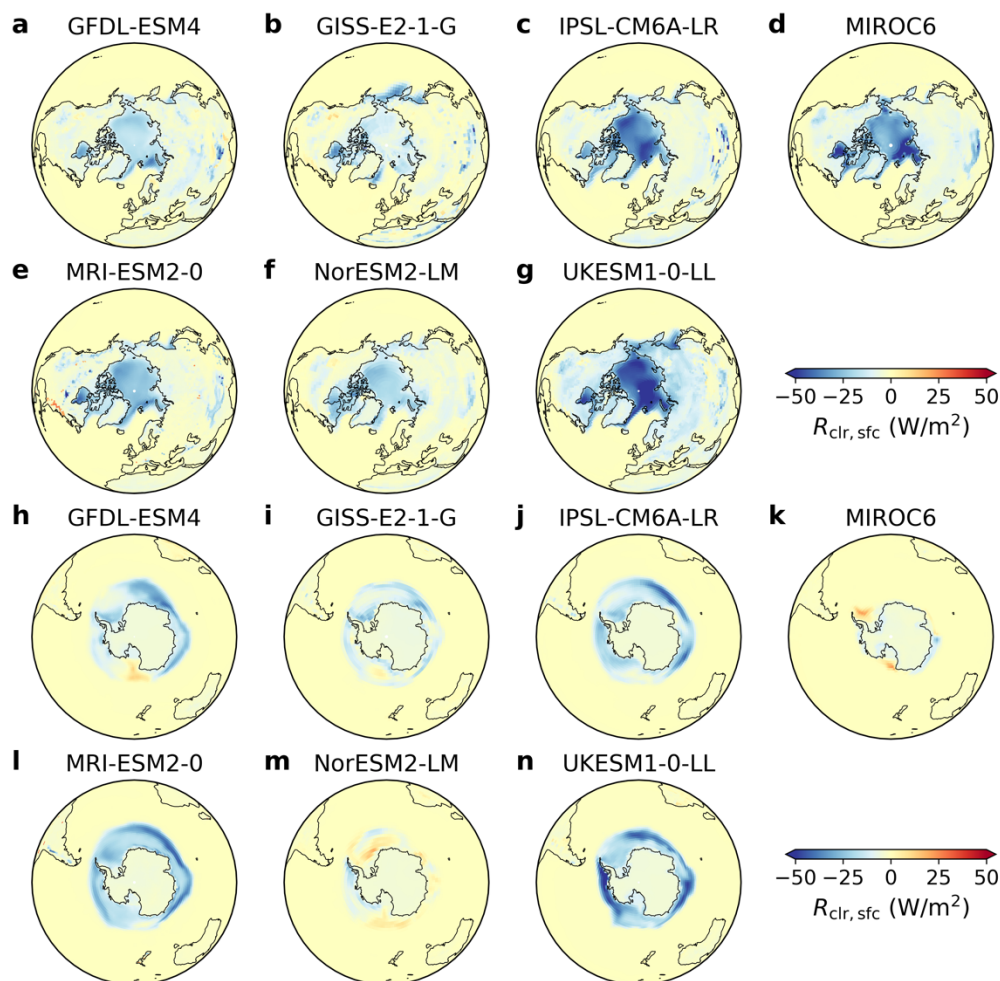 a GFDL-ESM4 b GISS-E2-1-G c IPSL-CM6A-LR d MIROC6
e MRI-ESM2-0 f NorESM2-LM g UKESM1-0-LL
−50 −25 0 25 50
R_clr, sfc (W/m²)
h GFDL-ESM4 i GISS-E2-1-G j IPSL-CM6A-LR k MIROC6
l MRI-ESM2-0 m NorESM2-LM n UKESM1-0-LL
−50 −25 0 25 50
R_clr, sfc (W/m²)